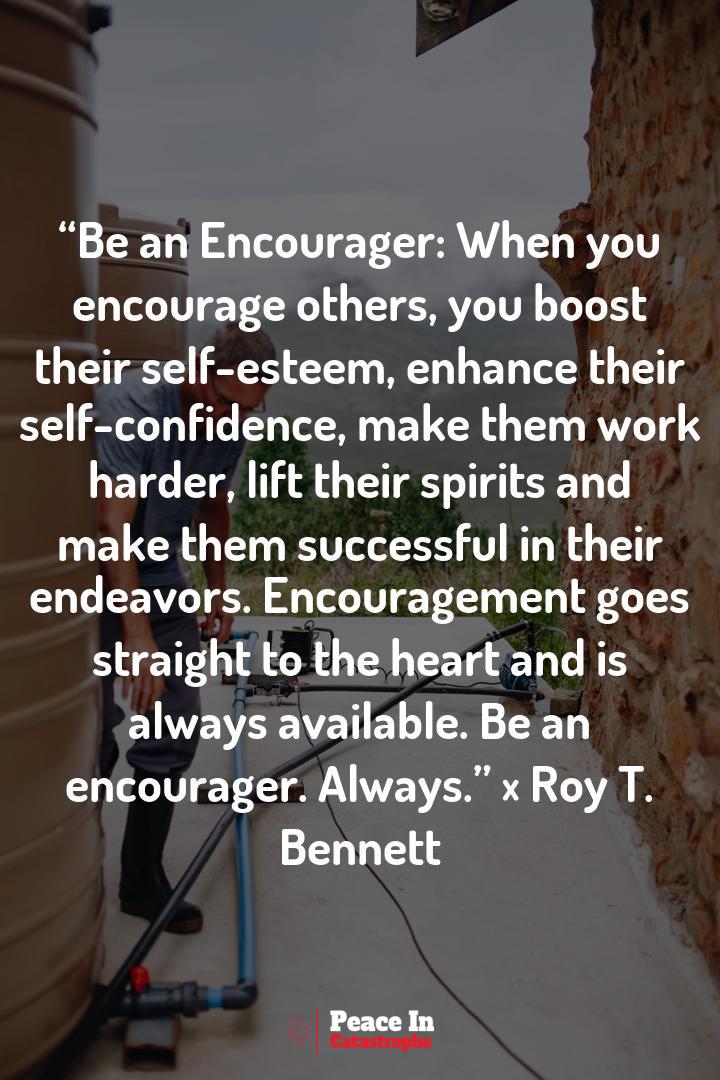 “Be an Encourager: When you
encourage others, you boost
their self-esteem, enhance their
self-confidence, make them work
harder, lift their spirits and
make them successful in their
endeavors. Encouragement goes
straight to the heart and is
always available. Be an
encourager. Always.” x Roy T.
Bennett
Peace In
Catastrophe